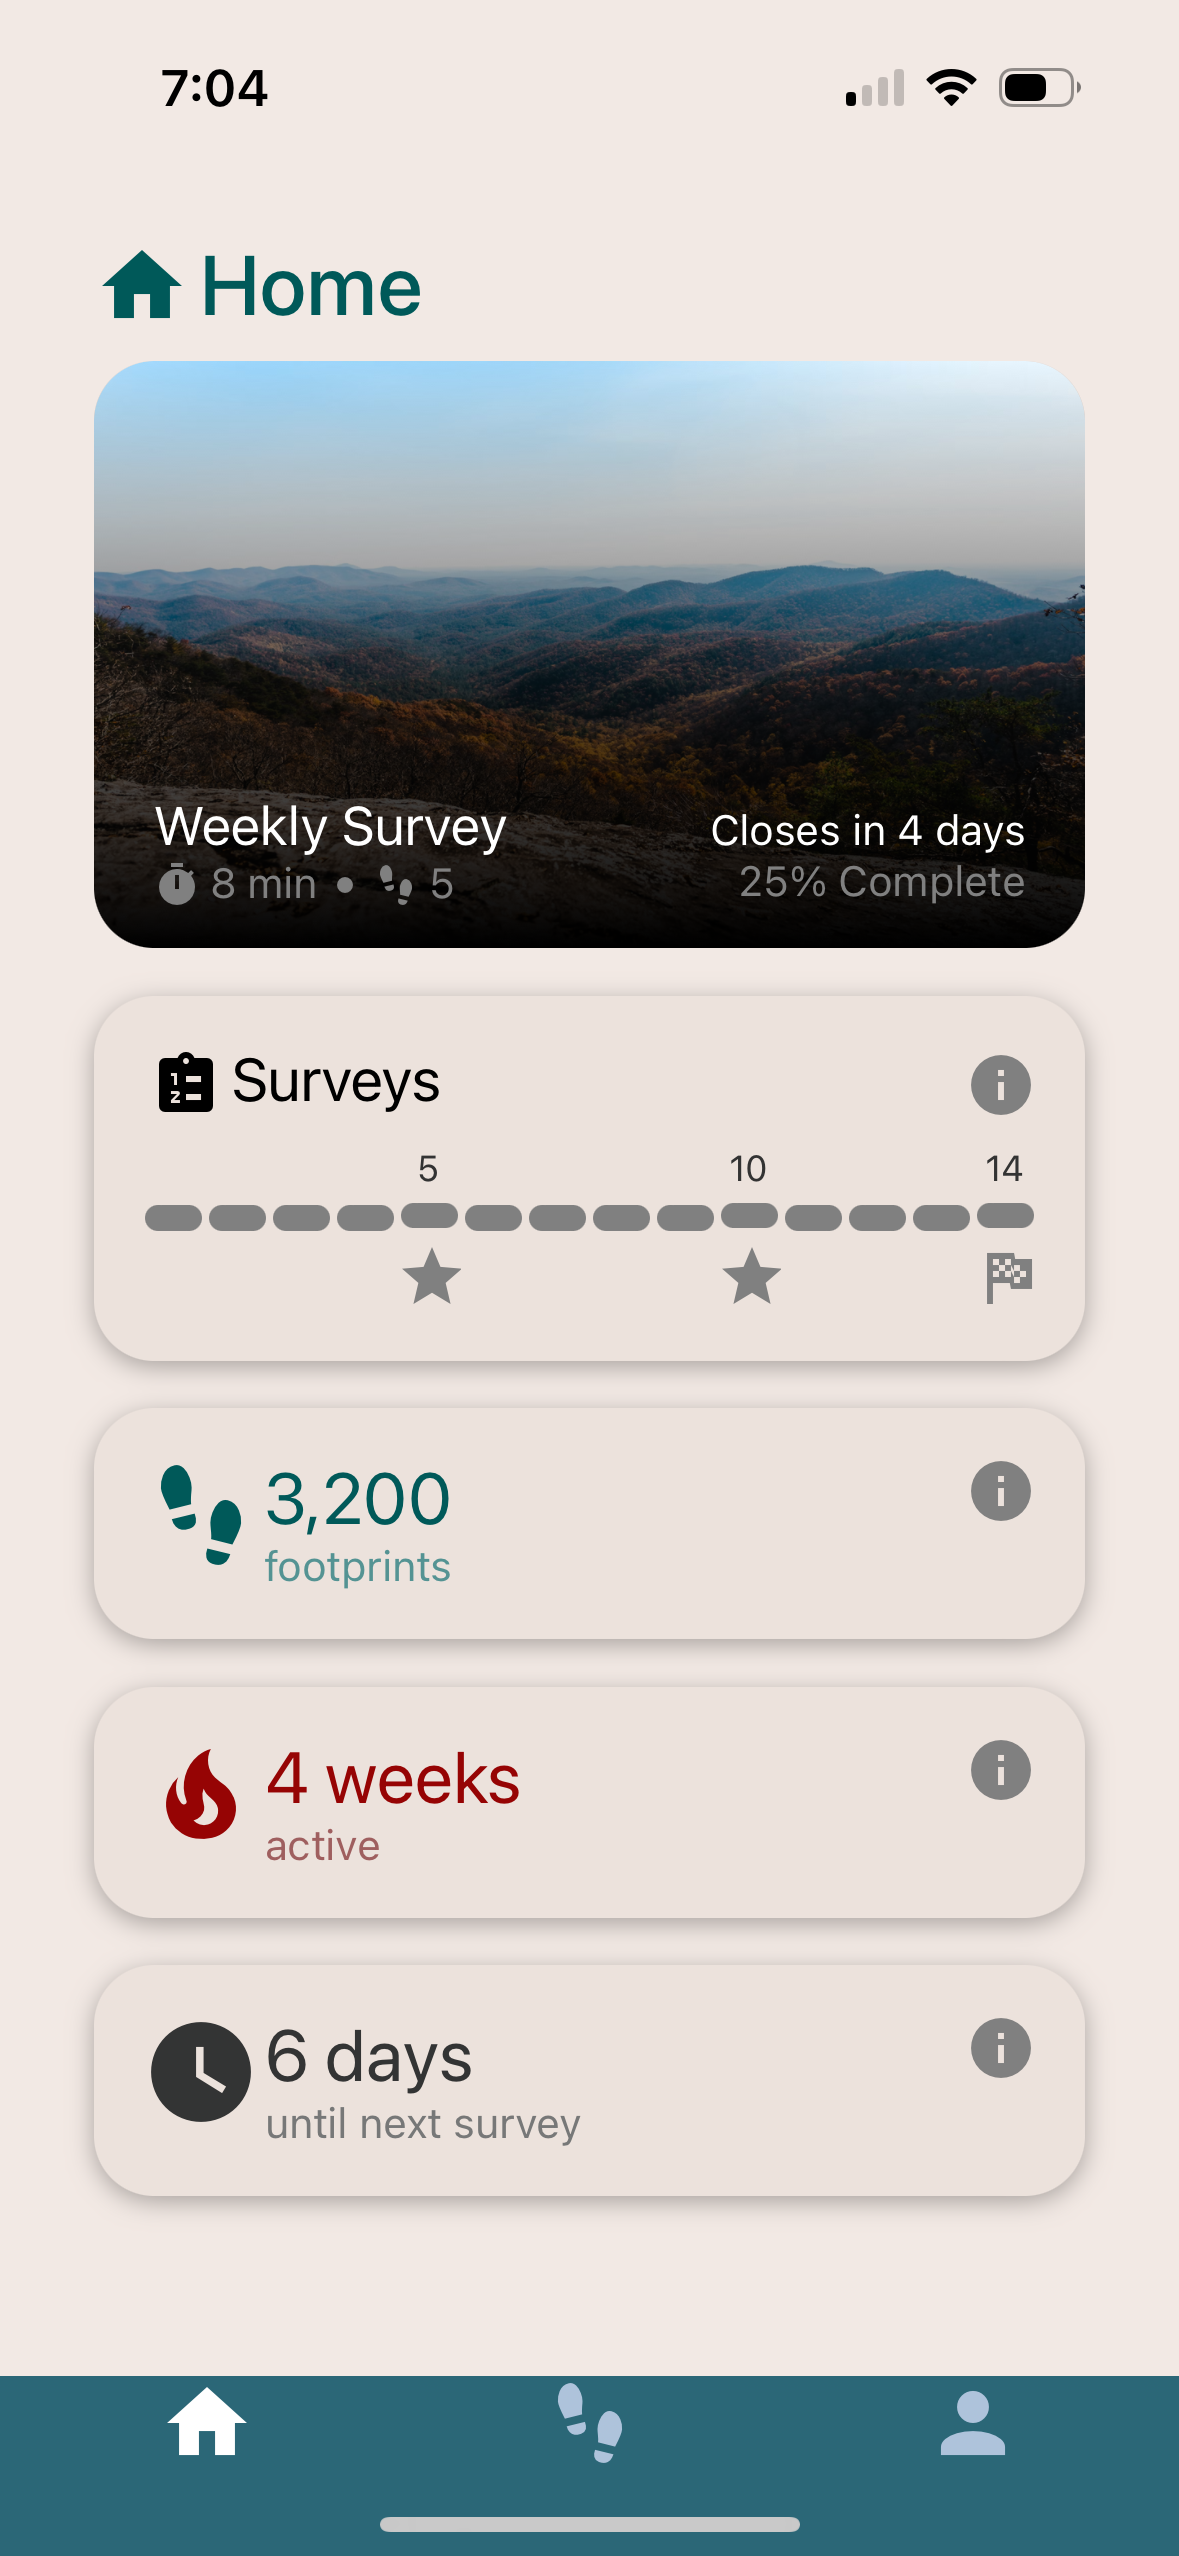 7:04
Home
Weekly Survey
Closes in 4 days
8 min • 5
25% Complete
Surveys
5 10 14
3,200
footprints
4 weeks
active
6 days
until next survey